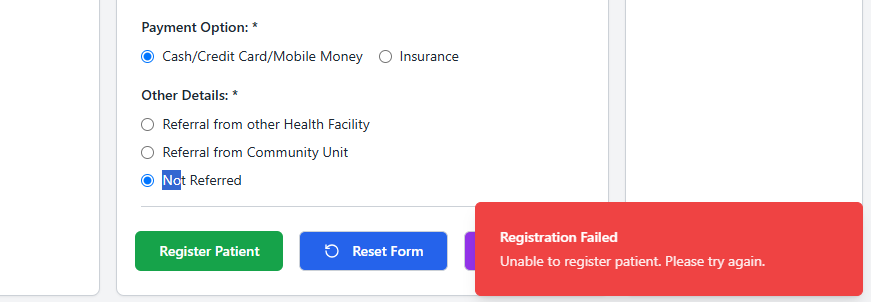 Payment Option: *
Cash/Credit Card/Mobile Money Insurance
Other Details: *
Referral from other Health Facility
Referral from Community Unit
Not Referred
Register Patient Reset Form
Registration Failed
Unable to register patient. Please try again.